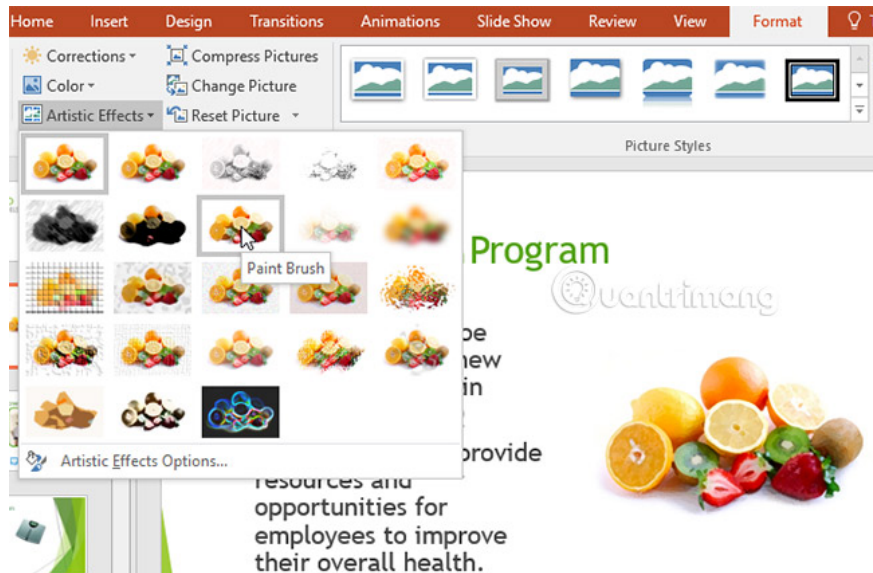 Home Insert Design Transitions Animations Slide Show Review View Format
Corrections Compress Pictures
Color Change Picture
Artistic Effects Reset Picture
Picture Styles
Paint Brush
Program
uantrimang
be
new
in
provide
Artistic Effects Options...
resources and
opportunities for
employees to improve
their overall health.